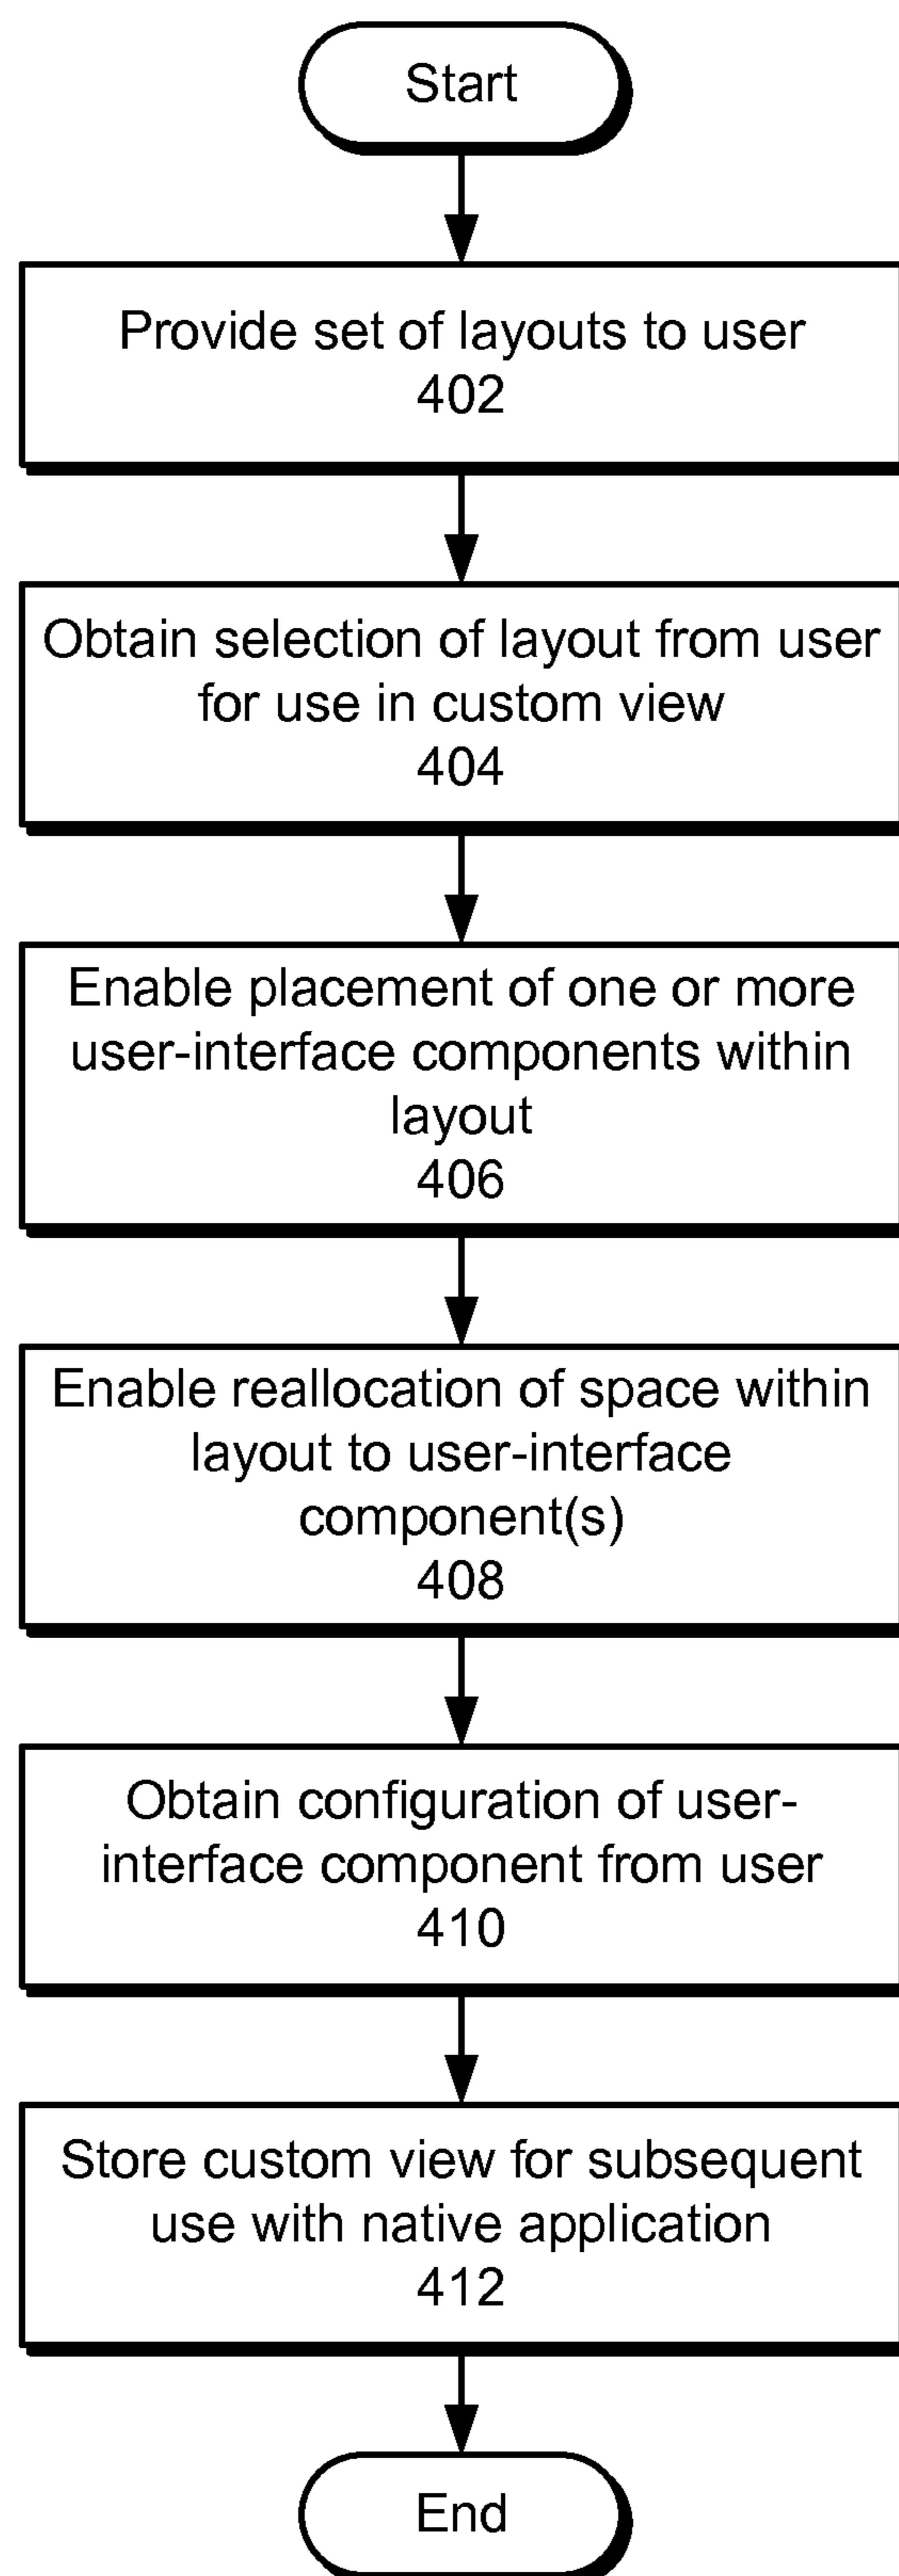 Start
Provide set of layouts to user
402
Obtain selection of layout from user
for use in custom view
404
Enable placement of one or more
user-interface components within
layout
406
Enable reallocation of space within
layout to user-interface
component(s)
408
Obtain configuration of user-
interface component from user
410
Store custom view for subsequent
use with native application
412
End